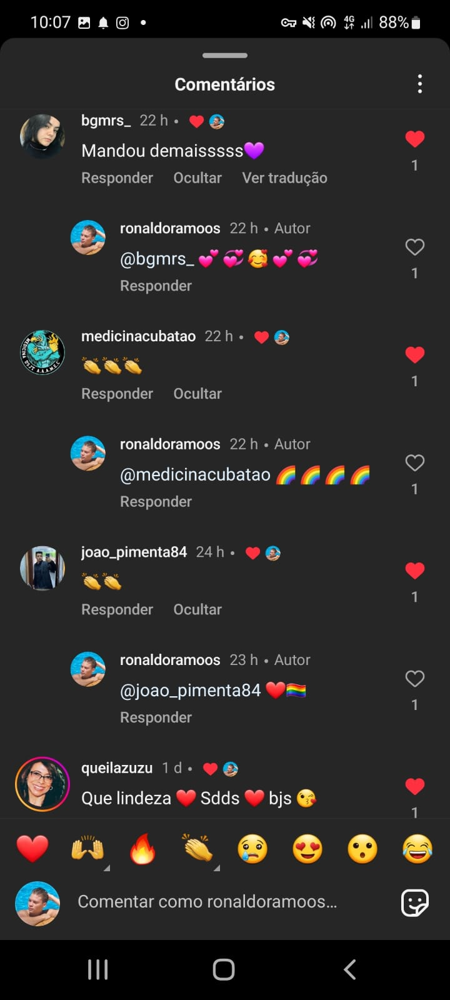 10:07 4G 88%
Comentários
bgmrs_ 22 h •
Mandou demaisssss💜
Responder Ocultar Ver tradução
1
ronaldoramoos 22 h • Autor
@bgmrs_ 💕💞🥰💕💞
1
Responder
medicinacubatao 22 h •
👏👏👏
1
Responder Ocultar
ronaldoramoos 22 h • Autor
@medicinacubatao 🌈🌈🌈🌈
1
Responder
joao_pimenta84 24 h •
👏👏
1
Responder Ocultar
ronaldoramoos 23 h • Autor
@joao_pimenta84 ❤️🏳️‍🌈
1
Responder
queilazuzu 1 d •
Que lindeza ❤️ Sdds ❤️ bjs 😘
1
Comentar como ronaldoramoos...